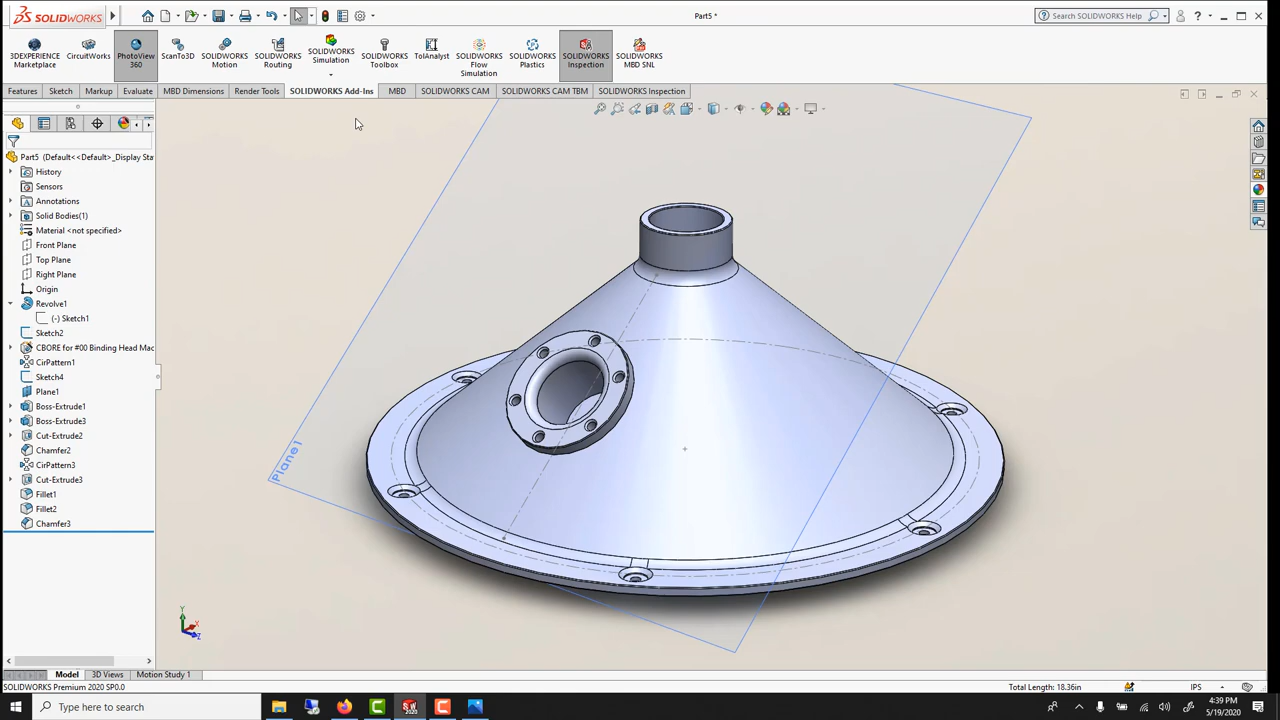 SOLIDWORKS
Part5 *
Search SOLIDWORKS Help
3DEXPERIENCE
Marketplace
CircuitWorks
PhotoView
360
ScanTo3D
SOLIDWORKS
Motion
SOLIDWORKS
Routing
SOLIDWORKS
Simulation
SOLIDWORKS
Toolbox
TolAnalyst
SOLIDWORKS
Flow
Simulation
SOLIDWORKS
Plastics
SOLIDWORKS
Inspection
SOLIDWORKS
MBD SNL
Features
Sketch
Markup
Evaluate
MBD Dimensions
Render Tools
SOLIDWORKS Add-Ins
MBD
SOLIDWORKS CAM
SOLIDWORKS CAM TBM
SOLIDWORKS Inspection
Part5 (Default<<Default>_Display Sta
History
Sensors
Annotations
Solid Bodies(1)
Material <not specified>
Front Plane
Top Plane
Right Plane
Origin
Revolve1
(-) Sketch1
Sketch2
CBORE for #00 Binding Head Mac
CirPattern1
Sketch4
Plane1
Boss-Extrude1
Boss-Extrude3
Cut-Extrude2
Chamfer2
CirPattern3
Cut-Extrude3
Fillet1
Fillet2
Chamfer3
Plane1
Y
X
Z
Model
3D Views
Motion Study 1
SOLIDWORKS Premium 2020 SP0.0
Total Length: 18.36in
IPS
Type here to search
4:39 PM
5/19/2020